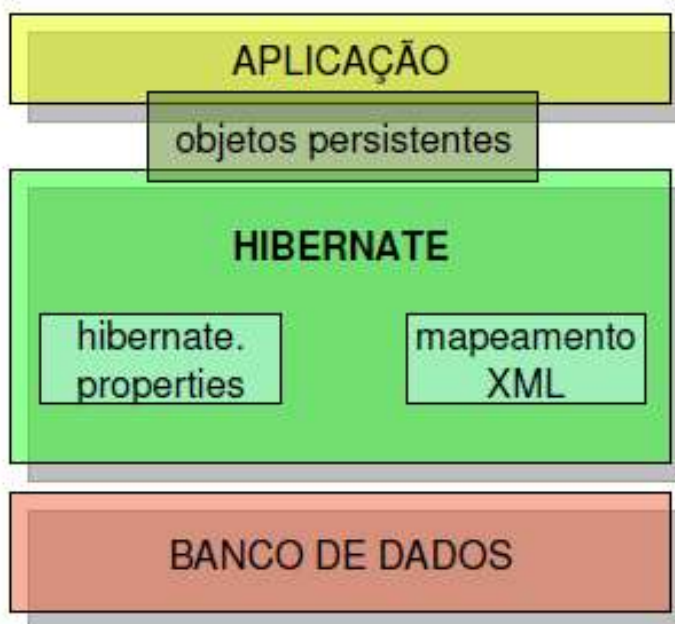 APLICAÇÃO
objetos persistentes
HIBERNATE
hibernate.
properties
mapeamento
XML
BANCO DE DADOS